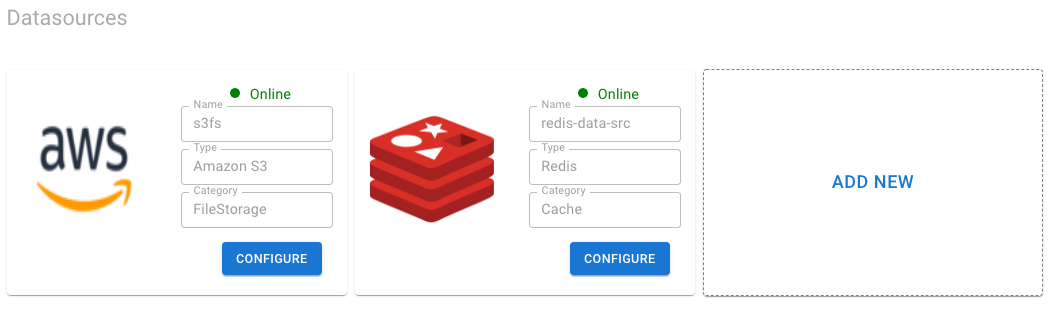 Datasources
aws
Online
Name
s3fs
Type
Amazon S3
Category
FileStorage
CONFIGURE
Online
Name
redis-data-src
Type
Redis
Category
Cache
CONFIGURE
ADD NEW